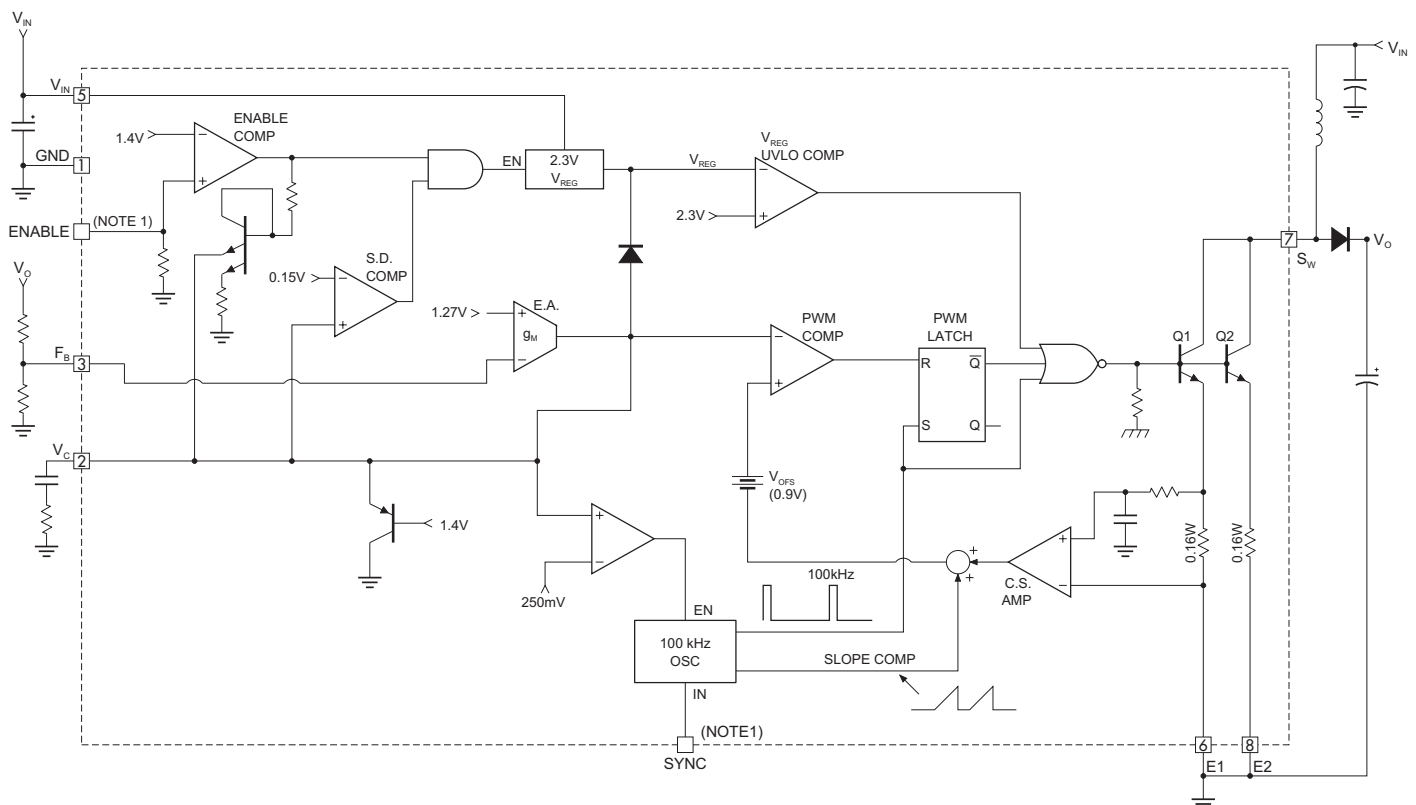 VIN
VIN
VIN
5
ENABLE
COMP
1.4V
GND
1
EN
2.3V
VREG
VREG
VREG
UVLO COMP
2.3V
ENABLE
(NOTE 1)
7
SW
VO
VO
S.D.
COMP
0.15V
1.27V
E.A.
gM
PWM
COMP
PWM
LATCH
R
Q
S
Q
Q1
Q2
FB
3
VC
2
1.4V
VOFS
(0.9V)
0.16W
0.16W
250mV
100kHz
C.S.
AMP
EN
100 kHz
OSC
SLOPE COMP
IN
(NOTE1)
SYNC
6
8
E1
E2